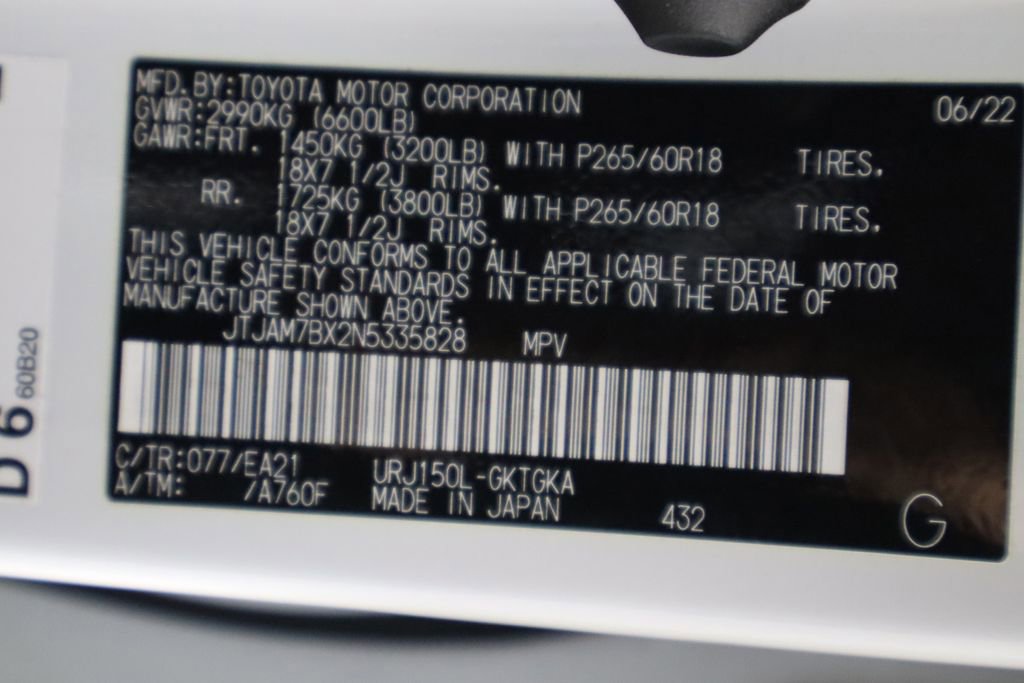 MFD.BY:TOYOTA MOTOR CORPORATION 06/22
GVWR:2990KG (6600LB)
GAWR:FRT. 1450KG (3200LB) WITH P265/60R18 TIRES.
18X7 1/2J RIMS.
RR. 1725KG (3800LB) WITH P265/60R18 TIRES.
18X7 1/2J RIMS.
THIS VEHICLE CONFORMS TO ALL APPLICABLE FEDERAL MOTOR
VEHICLE SAFETY STANDARDS IN EFFECT ON THE DATE OF
MANUFACTURE SHOWN ABOVE.
JTJAM7BX2N5335828 MPV
C/TR:077/EA21 URJ150L-GKTGKA
A/TM: /A760F MADE IN JAPAN 432 G
D 6 60B20